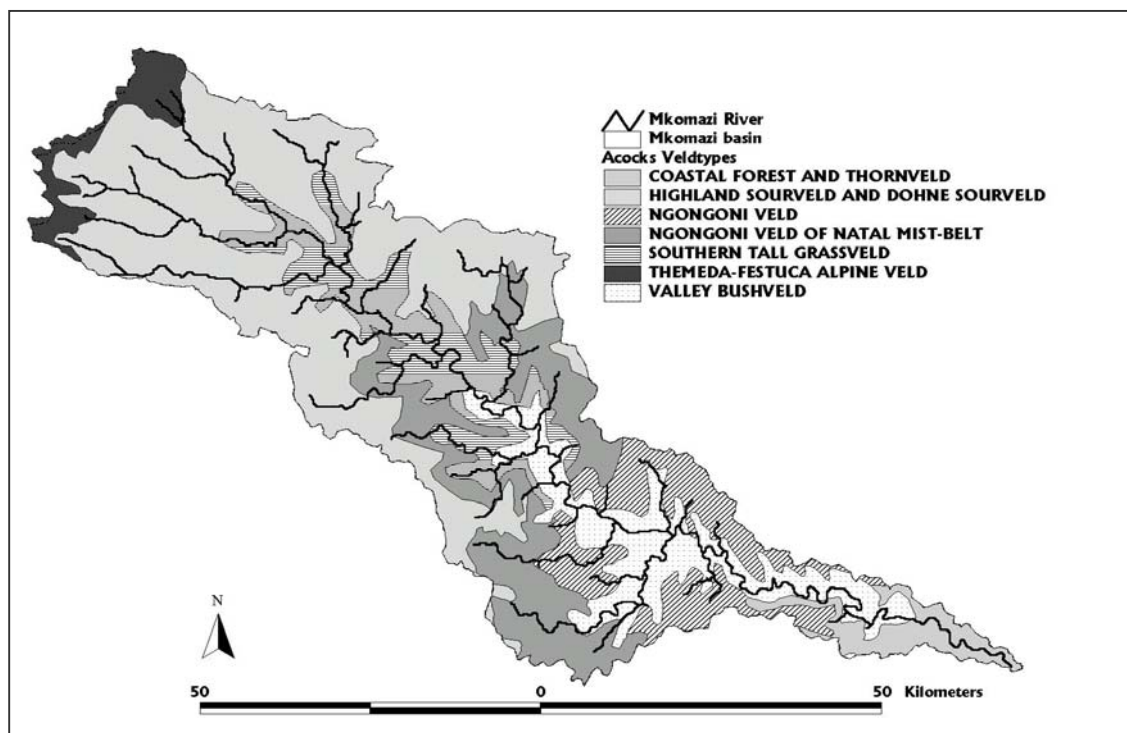 Mkomazi River
Mkomazi basin
Acocks Veldtypes
COASTAL FOREST AND THORNVELD
HIGHLAND SOURVELD AND DOHNE SOURVELD
NGONGONI VELD
NGONGONI VELD OF NATAL MIST-BELT
SOUTHERN TALL GRASSVELD
THEMEDA-FESTUCA ALPINE VELD
VALLEY BUSHVELD
N
50 0 50 Kilometers